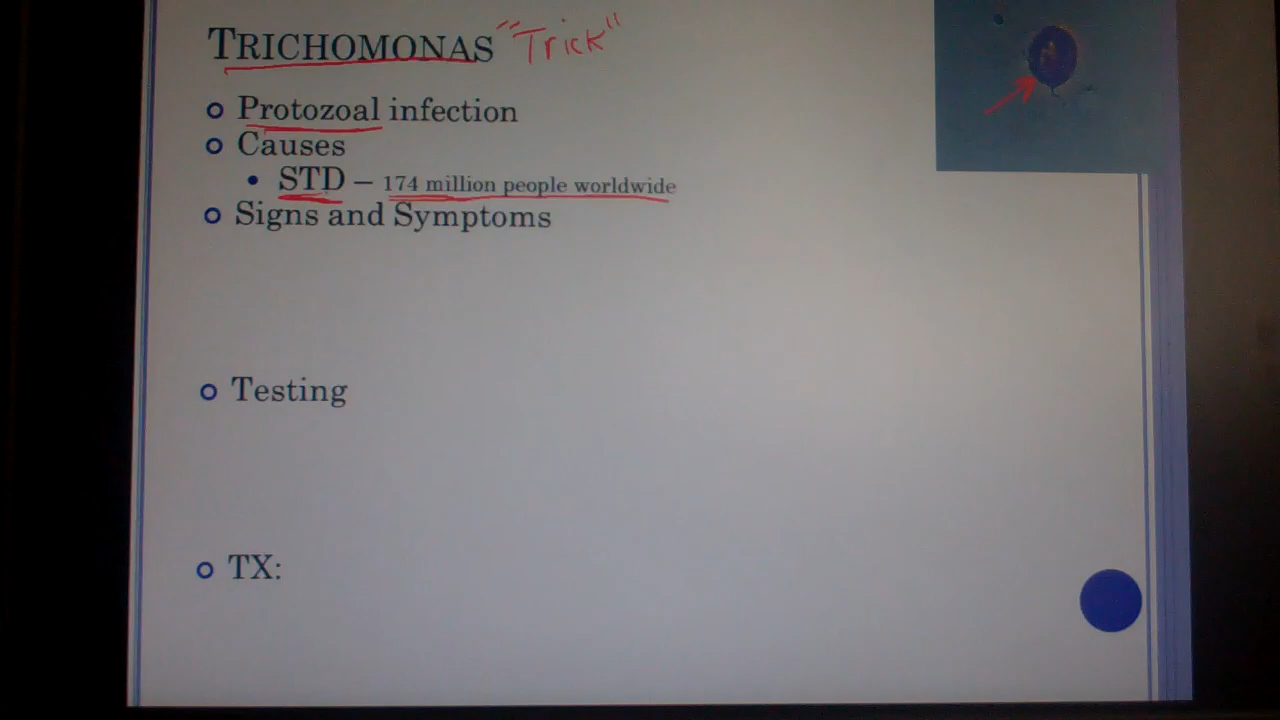 TRICHOMONAS "Trick"
Protozoal infection
Causes
STD – 174 million people worldwide
Signs and Symptoms
Testing
TX: